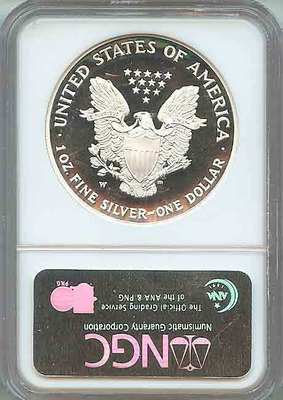 UNITED STATES OF AMERICA
W
1 OZ. FINE SILVER~ONE DOLLAR
NGC
Numismatic Guaranty Corporation
Official Grading Service
of the ANA & PNG
ANA
PNG